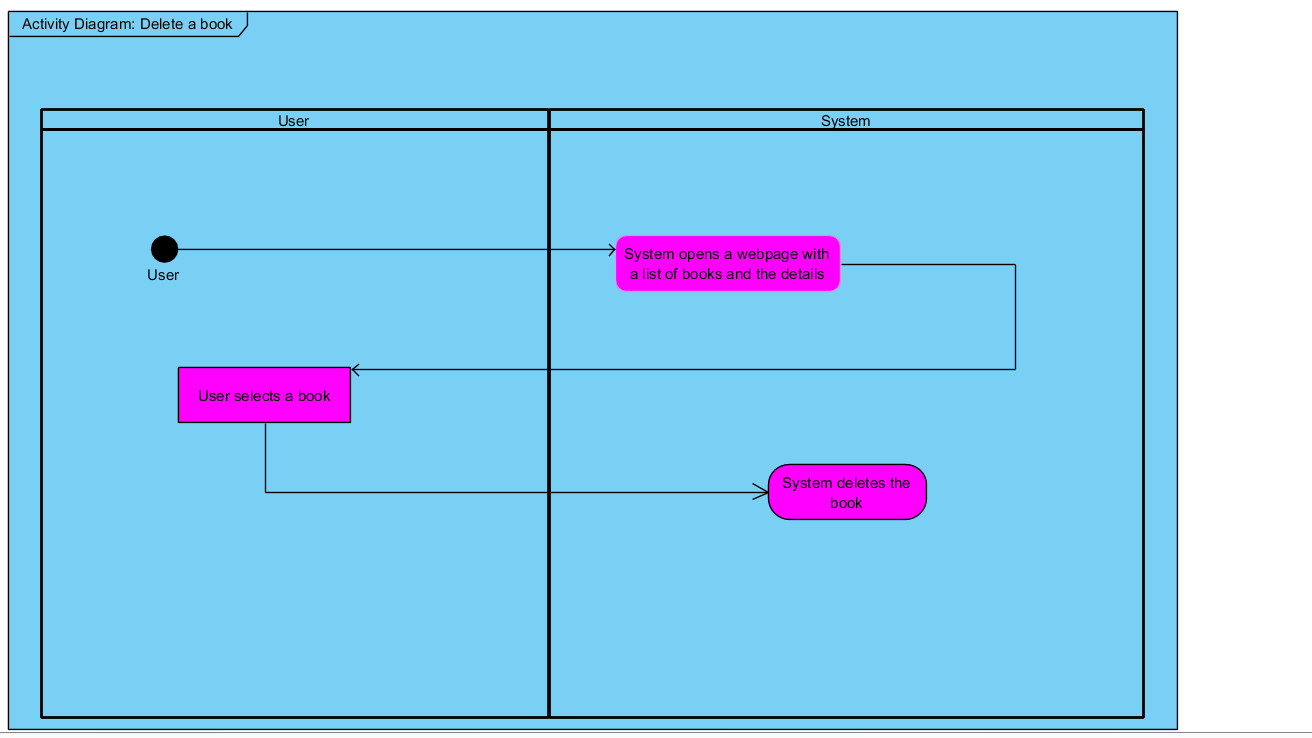 Activity Diagram: Delete a book
User
System
User
System opens a webpage with
a list of books and the details
User selects a book
System deletes the
book